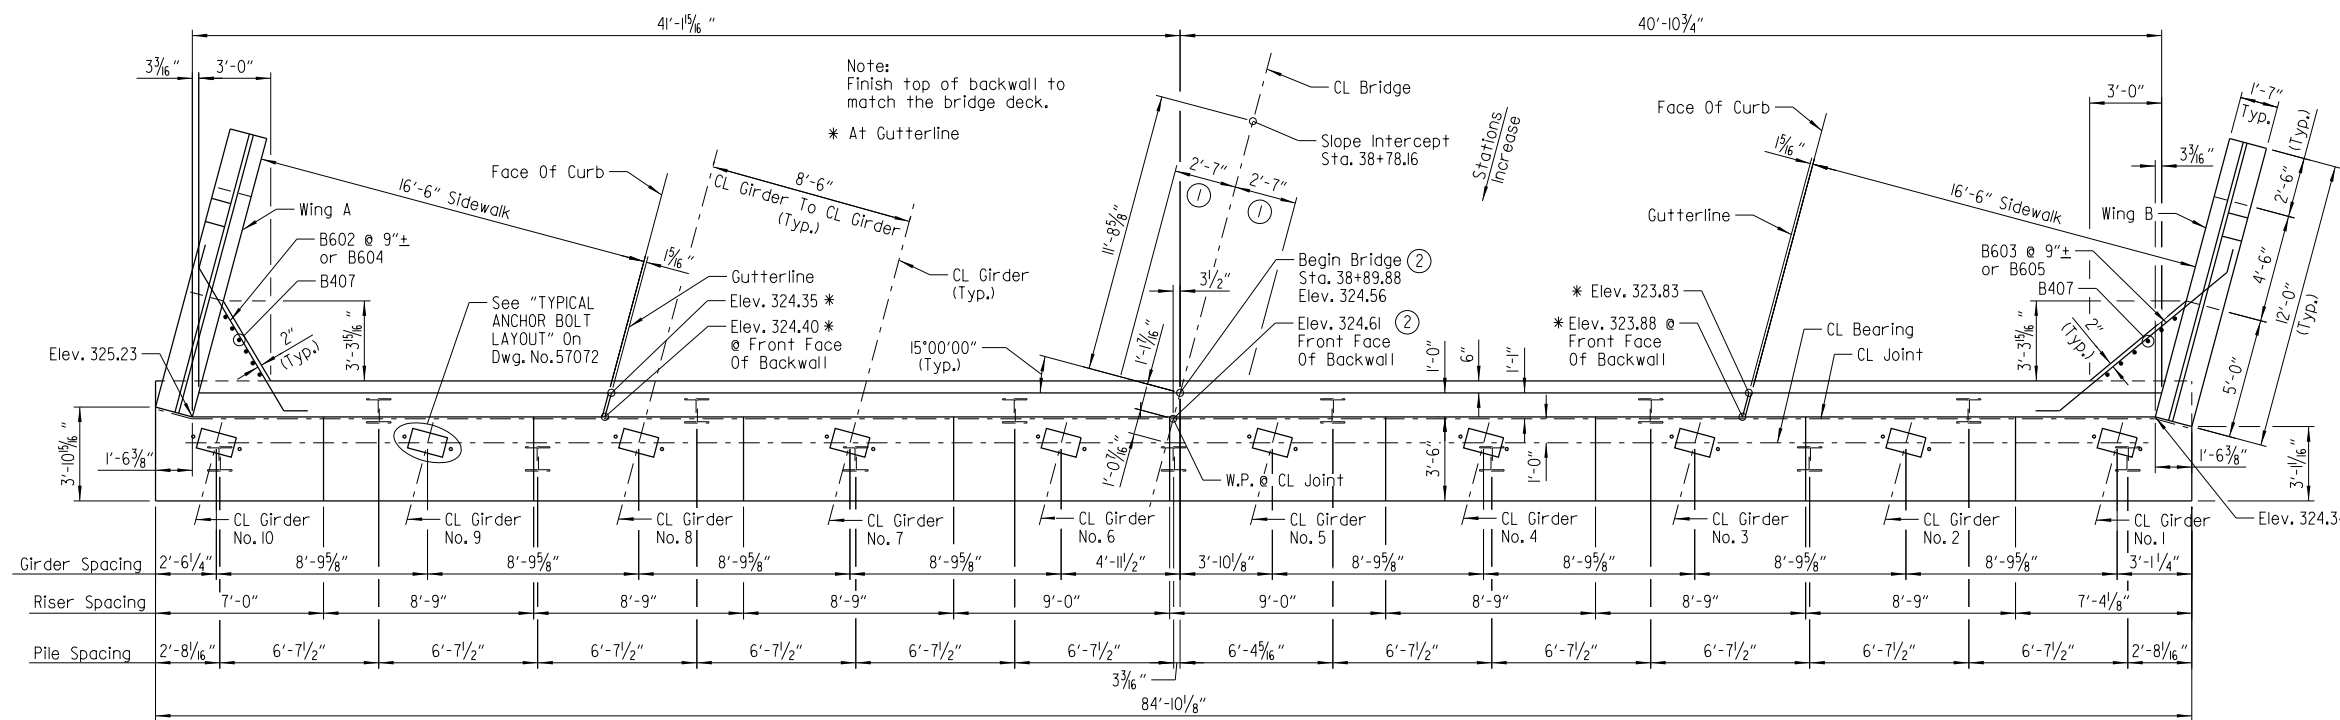 41'-1 15/16"
40'-10 3/4"
3 3/16"
3'-0"
Note:
Finish top of backwall to
match the bridge deck.
* At Gutterline
CL Bridge
Slope Intercept
Sta. 38+78.16
Stations
Increase
Face Of Curb
3'-0"
1'-7"
Typ.
3 3/16"
2'-6"
(Typ.)
Face Of Curb
16'-6" Sidewalk
8'-6"
CL Girder To CL Girder
(Typ.)
2'-7"
1
2'-7"
1
11'-8 5/8"
1 5/16"
16'-6" Sidewalk
Wing A
B602 @ 9"±
or B604
B407
2"
(Typ.)
3'-3 15/16"
1 5/16"
Gutterline
Elev. 324.35 *
Elev. 324.40 *
@ Front Face
Of Backwall
See "TYPICAL
ANCHOR BOLT
LAYOUT" On
Dwg. No. 57072
CL Girder
(Typ.)
15°00'00"
(Typ.)
1'-1 7/16"
3 1/2"
Begin Bridge 2
Sta. 38+89.88
Elev. 324.56
Elev. 324.61 2
Front Face
Of Backwall
1'-0"
6"
1'-1"
Gutterline
* Elev. 323.83
* Elev. 323.88 @
Front Face
Of Backwall
CL Bearing
CL Joint
Wing B
B603 @ 9"±
or B605
B407
2"
(Typ.)
3'-3 15/16"
4'-6"
12'-0"
(Typ.)
5'-0"
Elev. 325.23
3'-10 15/16"
1'-6 3/8"
1'-0 7/16"
W.P. @ CL Joint
3'-6"
1'-0"
1'-6 3/8"
3'-1 1/16"
CL Girder
No. 10
CL Girder
No. 9
CL Girder
No. 8
CL Girder
No. 7
CL Girder
No. 6
CL Girder
No. 5
CL Girder
No. 4
CL Girder
No. 3
CL Girder
No. 2
CL Girder
No. 1
Girder Spacing 2'-6 1/4" 8'-9 5/8" 8'-9 5/8" 8'-9 5/8" 8'-9 5/8" 4'-11 1/2" 3'-10 1/8" 8'-9 5/8" 8'-9 5/8" 8'-9 5/8" 8'-9 5/8" 3'-1 1/4"
Riser Spacing 7'-0" 8'-9" 8'-9" 8'-9" 9'-0" 9'-0" 8'-9" 8'-9" 8'-9" 7'-4 1/8"
Pile Spacing 2'-8 1/16" 6'-7 1/2" 6'-7 1/2" 6'-7 1/2" 6'-7 1/2" 6'-7 1/2" 6'-7 1/2" 6'-4 5/16" 6'-7 1/2" 6'-7 1/2" 6'-7 1/2" 6'-7 1/2" 2'-8 1/16"
3 3/16"
84'-10 1/8"